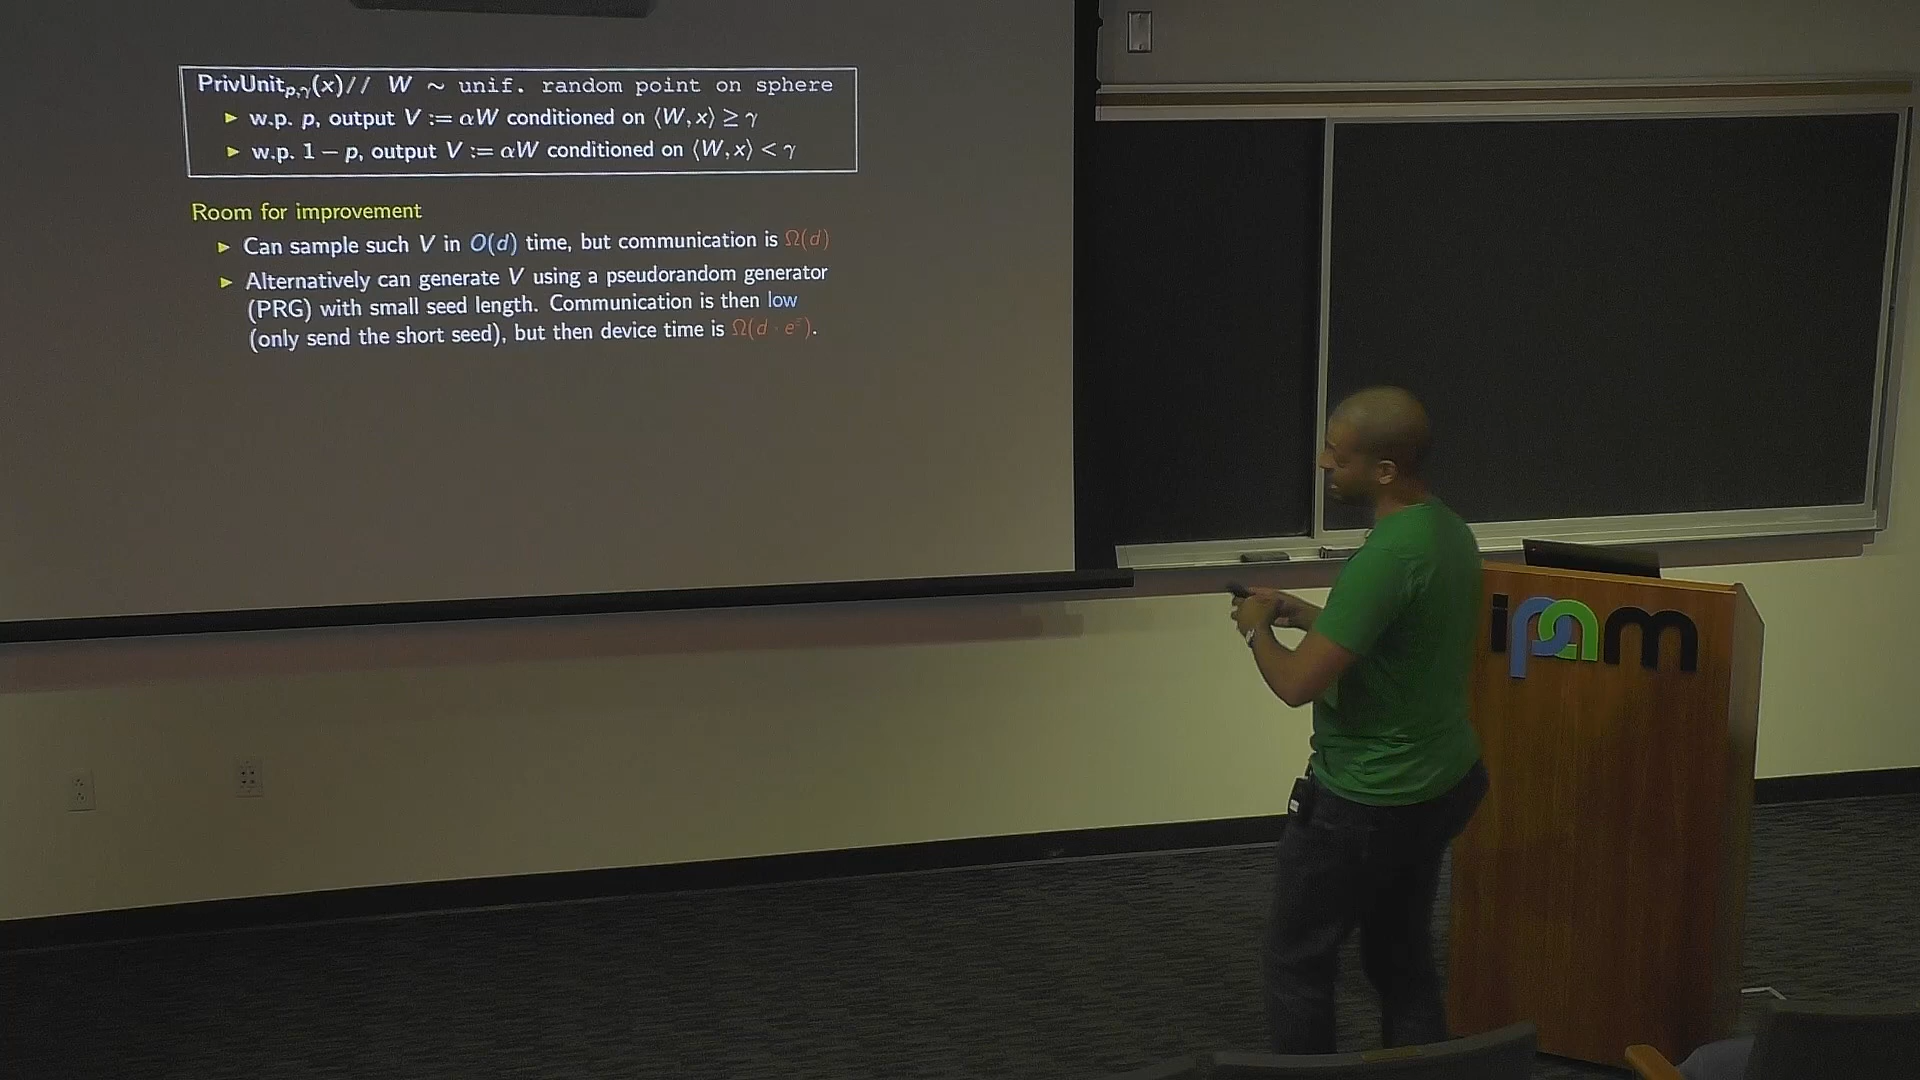 PrivUnit_{p,γ}(x)// W ∼ unif. random point on sphere
► w.p. p, output V := αW conditioned on ⟨W, x⟩ ≥ γ
► w.p. 1 − p, output V := αW conditioned on ⟨W, x⟩ < γ
Room for improvement
► Can sample such V in O(d) time, but communication is Ω(d)
► Alternatively can generate V using a pseudorandom generator
(PRG) with small seed length. Communication is then low
(only send the short seed), but then device time is Ω(d · e^ε).
ipam